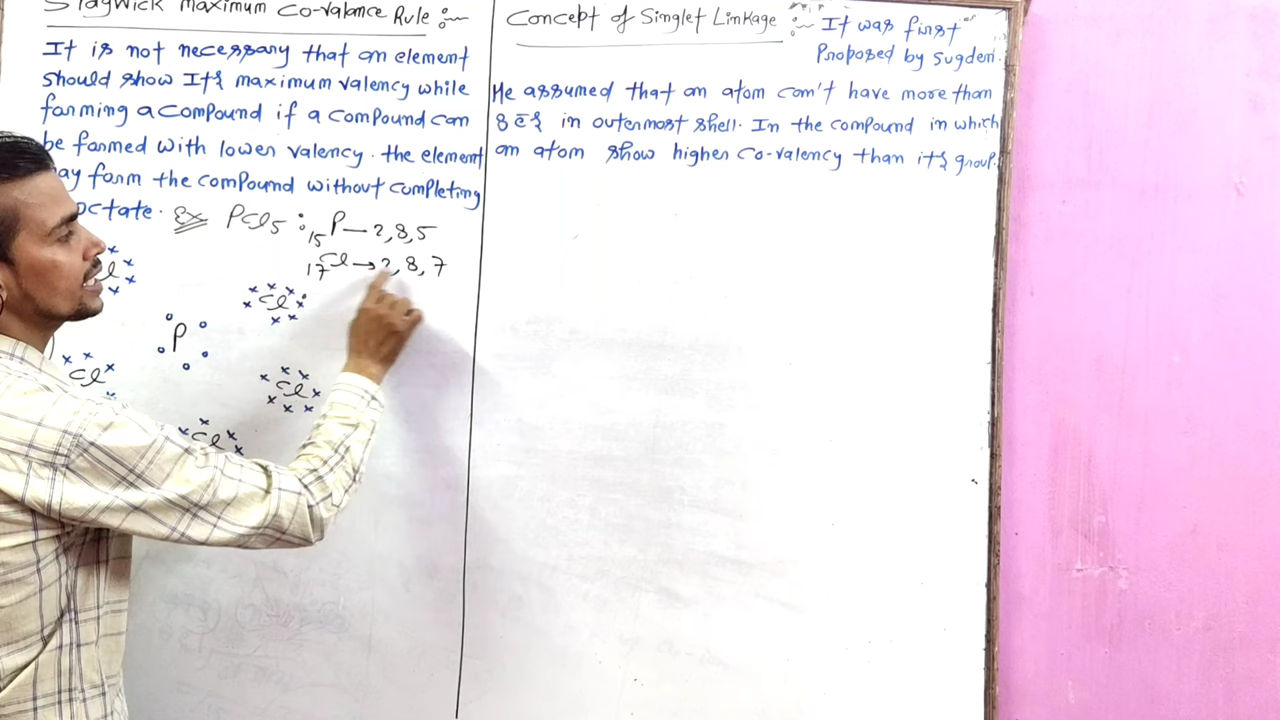 Sidgwick Maximum Co-valance Rule :~
It is not necessary that an element
should show It's maximum valency while
forming a compound if a compound can
be formed with lower valency. the element
ay form the compound without completing
octate. Ex PCl5 :
15P — 2,8,5
17Cl → 2, 8, 7
Cl
Cl
P
Cl
Cl
Cl
Concept of Singlet Linkage :~ It was first
Proposed by sugden.
He assumed that an atom can't have more than
8 e̅s in outermost shell. In the compound in which
an atom show higher co-valency than it's group.